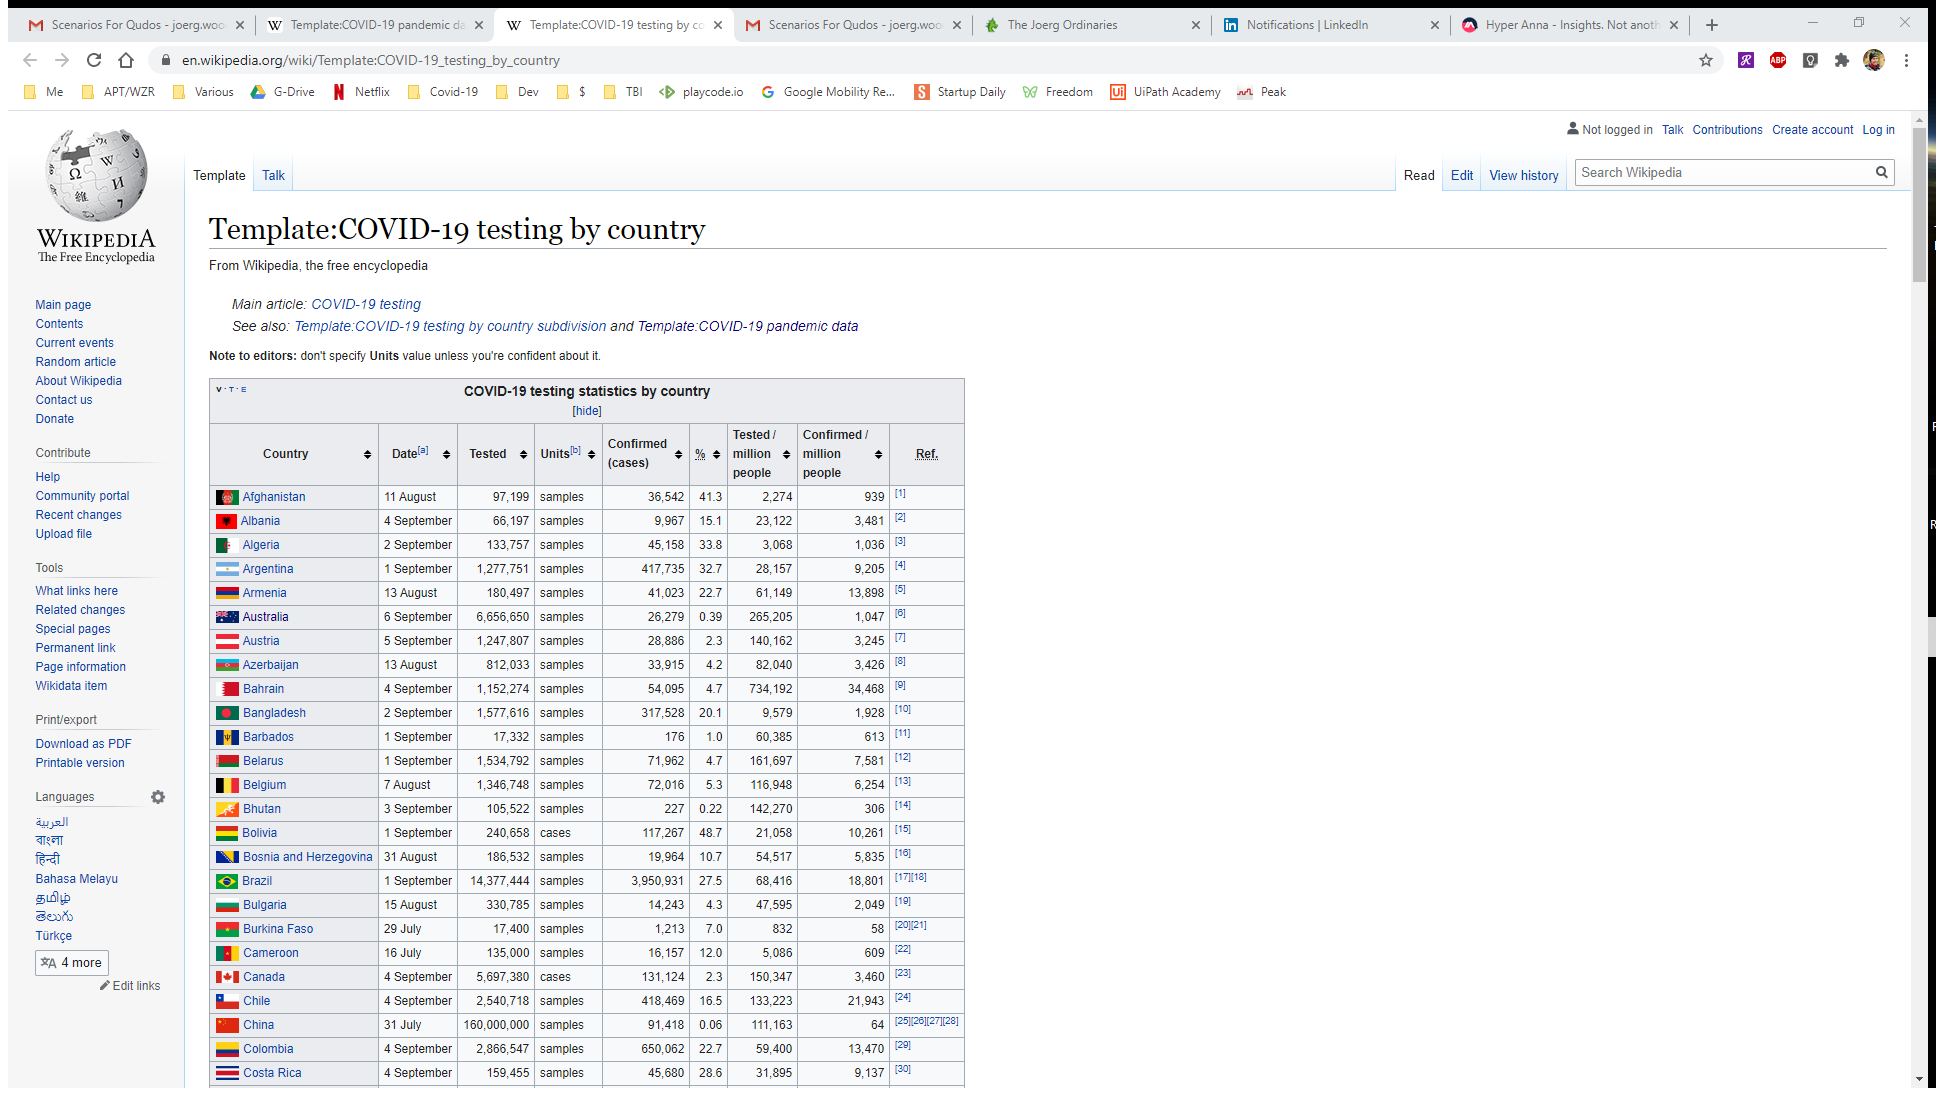 Scenarios For Qudos - joerg.woo
Template:COVID-19 pandemic da
Template:COVID-19 testing by co
Scenarios For Qudos - joerg.woo
The Joerg Ordinaries
Notifications | LinkedIn
Hyper Anna - Insights. Not anoth
en.wikipedia.org/wiki/Template:COVID-19_testing_by_country
ABP
Me APT/WZR Various G-Drive Netflix Covid-19 Dev $ TBI playcode.io Google Mobility Re... Startup Daily Freedom UiPath Academy Peak
WIKIPEDIA
The Free Encyclopedia
Not logged in Talk Contributions Create account Log in
Template Talk
Read Edit View history Search Wikipedia
Main page
Contents
Current events
Random article
About Wikipedia
Contact us
Donate
Contribute
Help
Community portal
Recent changes
Upload file
Tools
What links here
Related changes
Special pages
Permanent link
Page information
Wikidata item
Print/export
Download as PDF
Printable version
Languages
العربية
বাংলা
हिन्दी
Bahasa Melayu
தமிழ்
తెలుగు
Türkçe
4 more
Edit links
Template:COVID-19 testing by country
From Wikipedia, the free encyclopedia
Main article: COVID-19 testing
See also: Template:COVID-19 testing by country subdivision and Template:COVID-19 pandemic data
Note to editors: don't specify Units value unless you're confident about it.
V · T · E
COVID-19 testing statistics by country
[hide]
Country Date[a] Tested Units[b] Confirmed (cases) % Tested / million people Confirmed / million people Ref.
Afghanistan 11 August 97,199 samples 36,542 41.3 2,274 939 [1]
Albania 4 September 66,197 samples 9,967 15.1 23,122 3,481 [2]
Algeria 2 September 133,757 samples 45,158 33.8 3,068 1,036 [3]
Argentina 1 September 1,277,751 samples 417,735 32.7 28,157 9,205 [4]
Armenia 13 August 180,497 samples 41,023 22.7 61,149 13,898 [5]
Australia 6 September 6,656,650 samples 26,279 0.39 265,205 1,047 [6]
Austria 5 September 1,247,807 samples 28,886 2.3 140,162 3,245 [7]
Azerbaijan 13 August 812,033 samples 33,915 4.2 82,040 3,426 [8]
Bahrain 4 September 1,152,274 samples 54,095 4.7 734,192 34,468 [9]
Bangladesh 2 September 1,577,616 samples 317,528 20.1 9,579 1,928 [10]
Barbados 1 September 17,332 samples 176 1.0 60,385 613 [11]
Belarus 1 September 1,534,792 samples 71,962 4.7 161,697 7,581 [12]
Belgium 7 August 1,346,748 samples 72,016 5.3 116,948 6,254 [13]
Bhutan 3 September 105,522 samples 227 0.22 142,270 306 [14]
Bolivia 1 September 240,658 cases 117,267 48.7 21,058 10,261 [15]
Bosnia and Herzegovina 31 August 186,532 samples 19,964 10.7 54,517 5,835 [16]
Brazil 1 September 14,377,444 samples 3,950,931 27.5 68,416 18,801 [17][18]
Bulgaria 15 August 330,785 samples 14,243 4.3 47,595 2,049 [19]
Burkina Faso 29 July 17,400 samples 1,213 7.0 832 58 [20][21]
Cameroon 16 July 135,000 samples 16,157 12.0 5,086 609 [22]
Canada 4 September 5,697,380 cases 131,124 2.3 150,347 3,460 [23]
Chile 4 September 2,540,718 samples 418,469 16.5 133,223 21,943 [24]
China 31 July 160,000,000 samples 91,418 0.06 111,163 64 [25][26][27][28]
Colombia 4 September 2,866,547 samples 650,062 22.7 59,400 13,470 [29]
Costa Rica 4 September 159,455 samples 45,680 28.6 31,895 9,137 [30]